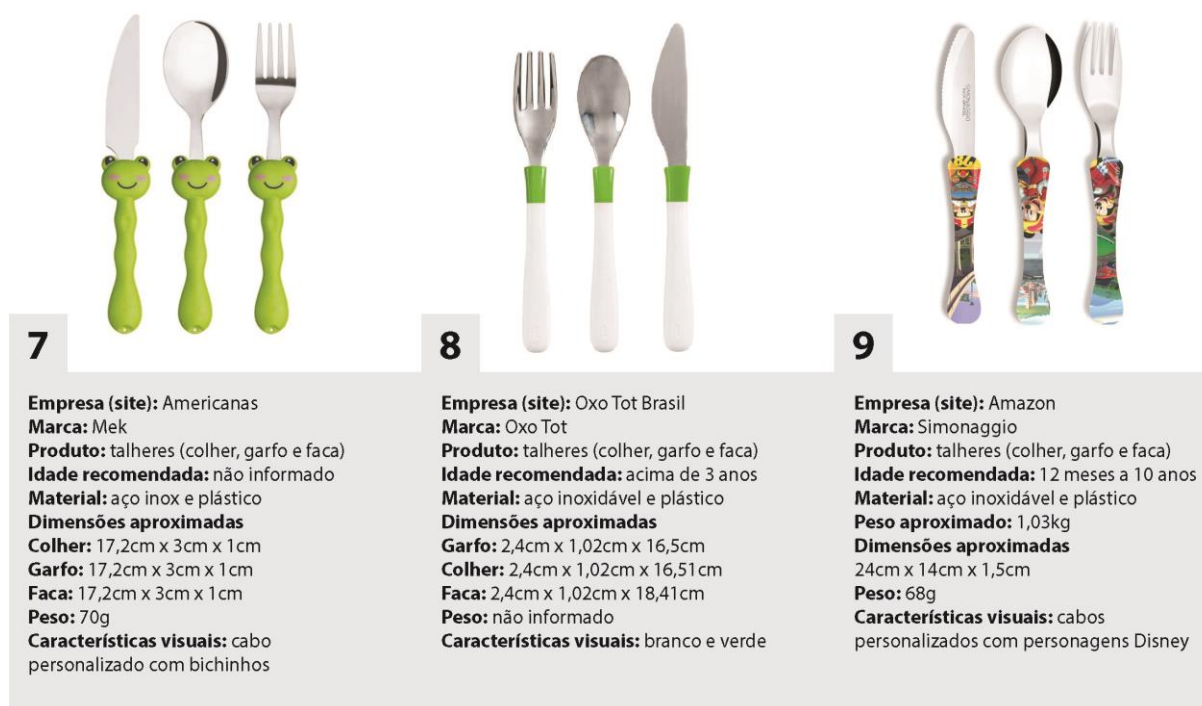 7
Empresa (site): Americanas
Marca: Mek
Produto: talheres (colher, garfo e faca)
Idade recomendada: não informado
Material: aço inox e plástico
Dimensões aproximadas
Colher: 17,2cm x 3cm x 1cm
Garfo: 17,2cm x 3cm x 1cm
Faca: 17,2cm x 3cm x 1cm
Peso: 70g
Características visuais: cabo
personalizado com bichinhos
8
Empresa (site): Oxo Tot Brasil
Marca: Oxo Tot
Produto: talheres (colher, garfo e faca)
Idade recomendada: acima de 3 anos
Material: aço inoxidável e plástico
Dimensões aproximadas
Garfo: 2,4cm x 1,02cm x 16,5cm
Colher: 2,4cm x 1,02cm x 16,51cm
Faca: 2,4cm x 1,02cm x 18,41cm
Peso: não informado
Características visuais: branco e verde
9
Empresa (site): Amazon
Marca: Simonaggio
Produto: talheres (colher, garfo e faca)
Idade recomendada: 12 meses a 10 anos
Material: aço inoxidável e plástico
Peso aproximado: 1,03kg
Dimensões aproximadas
24cm x 14cm x 1,5cm
Peso: 68g
Características visuais: cabos
personalizados com personagens Disney